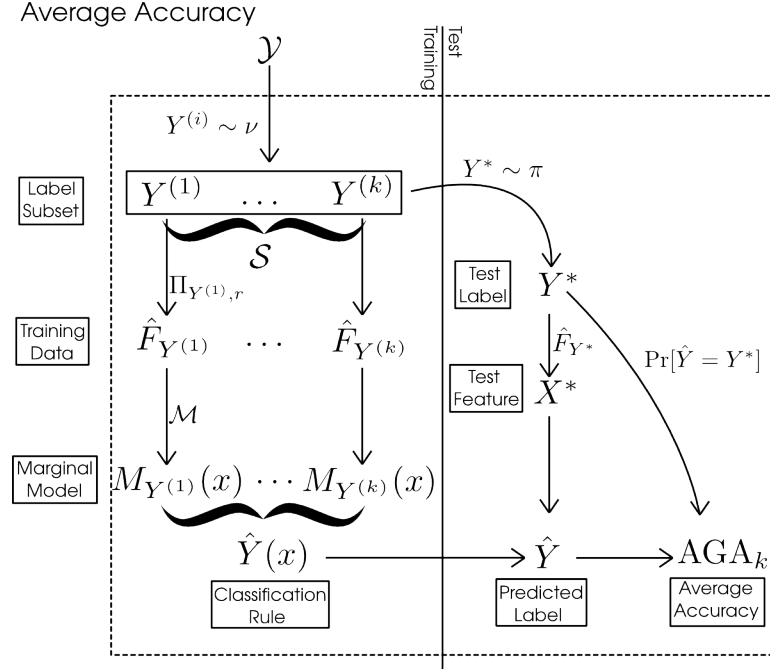 Average Accuracy
𝒴
Test
Training
Y^{(i)} ∼ ν
Y^* ∼ π
Label
Subset
Y^{(1)} ... Y^{(k)}
𝒮
Π_{Y^{(1)},r}
Test
Label
Y^*
Training
Data
F̂_{Y^{(1)}} ... F̂_{Y^{(k)}}
F̂_{Y^*}
Pr[Ŷ = Y^*]
Test
Feature
X^*
ℳ
Marginal
Model
M_{Y^{(1)}}(x) ... M_{Y^{(k)}}(x)
Ŷ(x)
Ŷ
AGA_k
Classification
Rule
Predicted
Label
Average
Accuracy